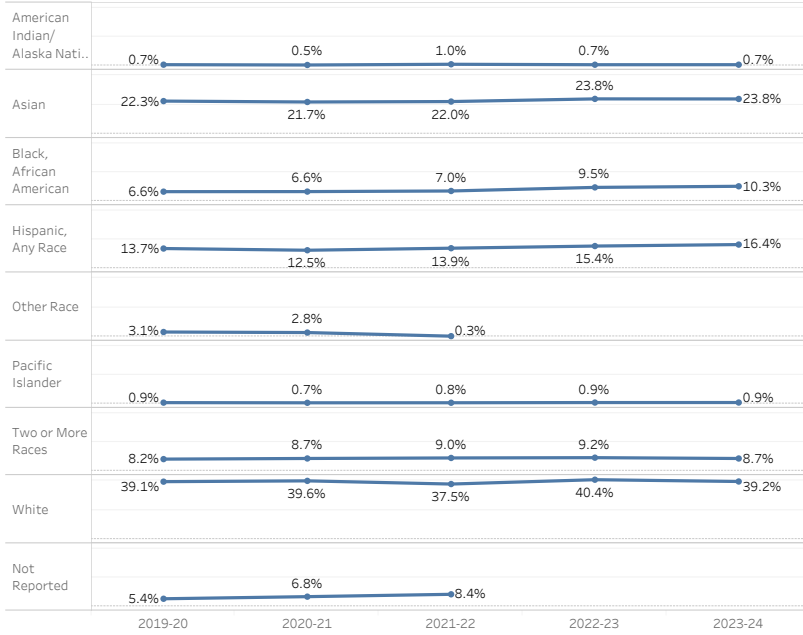 American
Indian/
Alaska Nati..
0.7% 0.5% 1.0% 0.7% 0.7%
Asian
22.3% 21.7% 22.0% 23.8% 23.8%
Black,
African
American
6.6% 6.6% 7.0% 9.5% 10.3%
Hispanic,
Any Race
13.7% 12.5% 13.9% 15.4% 16.4%
Other Race
3.1% 2.8% 0.3%
Pacific
Islander
0.9% 0.7% 0.8% 0.9% 0.9%
Two or More
Races
8.2% 8.7% 9.0% 9.2% 8.7%
White
39.1% 39.6% 37.5% 40.4% 39.2%
Not
Reported
5.4% 6.8% 8.4%
2019-20 2020-21 2021-22 2022-23 2023-24